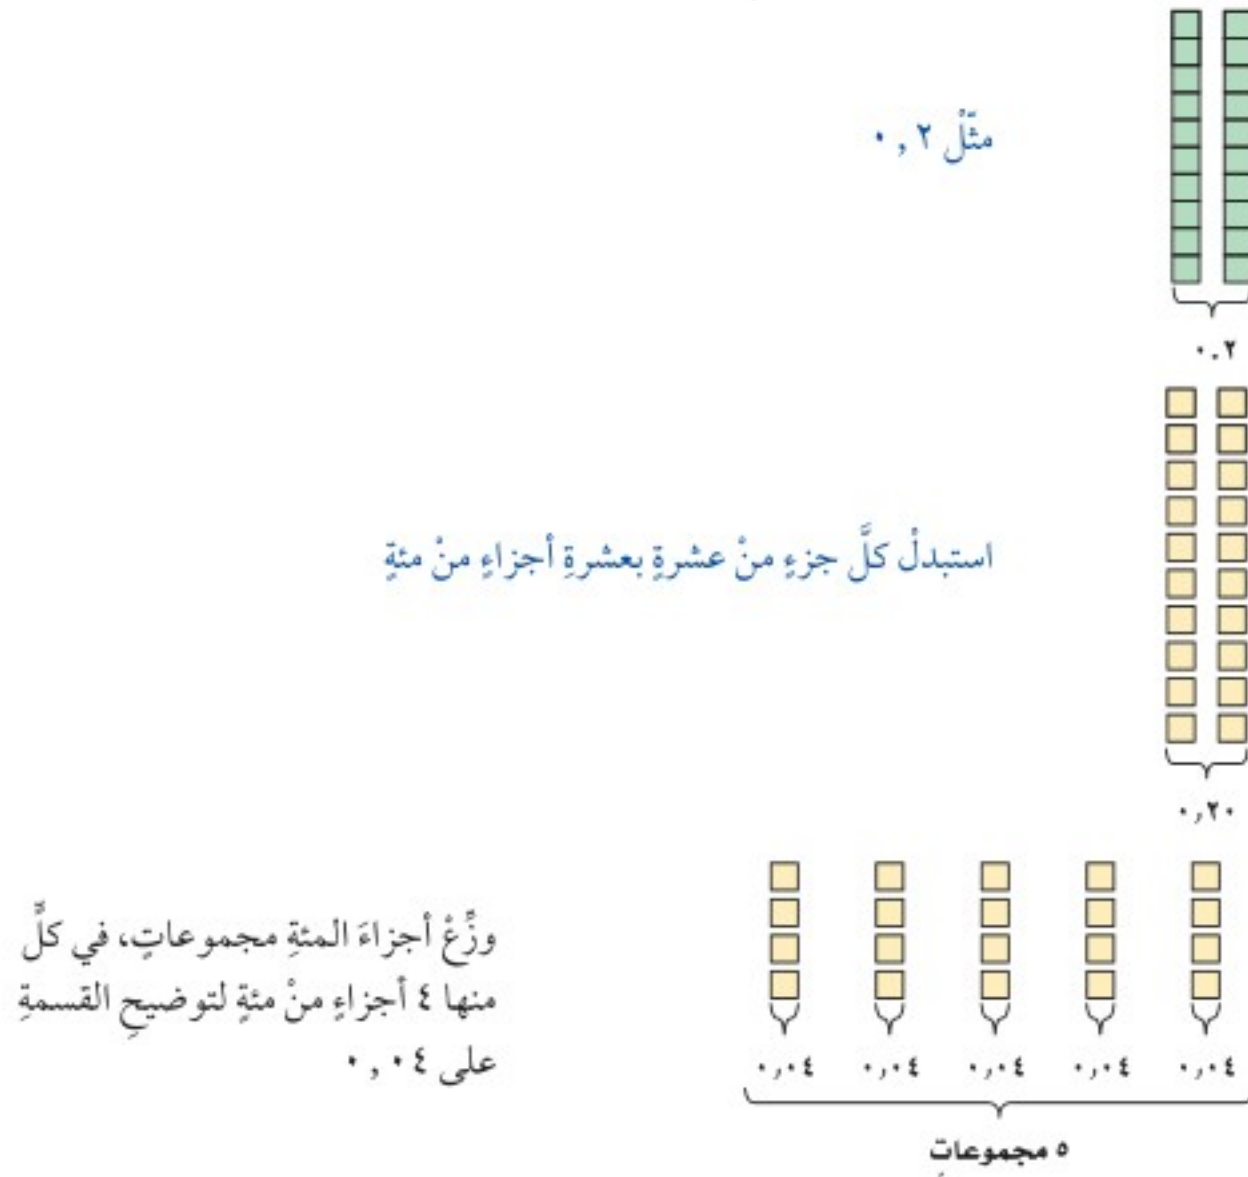 مثّلْ ٠,٢
٠.٢
استبدلْ كلَّ جزءٍ منْ عشرةٍ بعشرةِ أجزاءٍ منْ مئةٍ
٠,٢٠
وزِّعْ أجزاءَ المئةِ مجموعاتٍ، في كلٍّ
منها ٤ أجزاءٍ منْ مئةٍ لتوضيحِ القسمةِ
على ٠,٠٤
٠,٠٤ ٠,٠٤ ٠,٠٤ ٠,٠٤ ٠,٠٤
٥ مجموعاتٍ